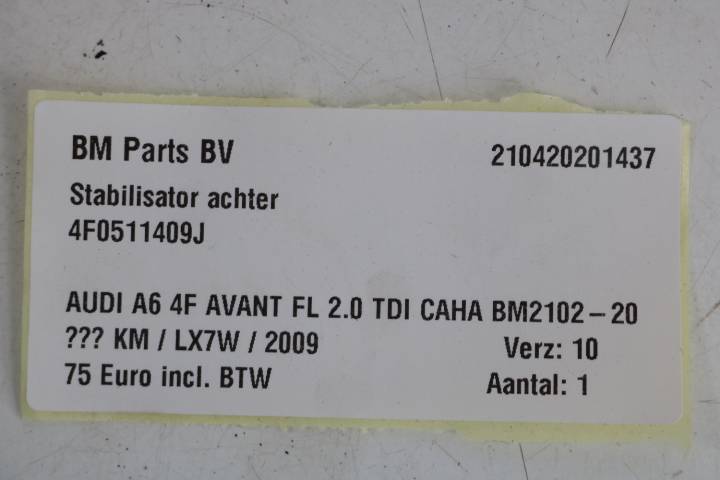 BM Parts BV 210420201437
Stabilisator achter
4F0511409J
AUDI A6 4F AVANT FL 2.0 TDI CAHA BM2102-20
??? KM / LX7W / 2009 Verz: 10
75 Euro incl. BTW Aantal: 1